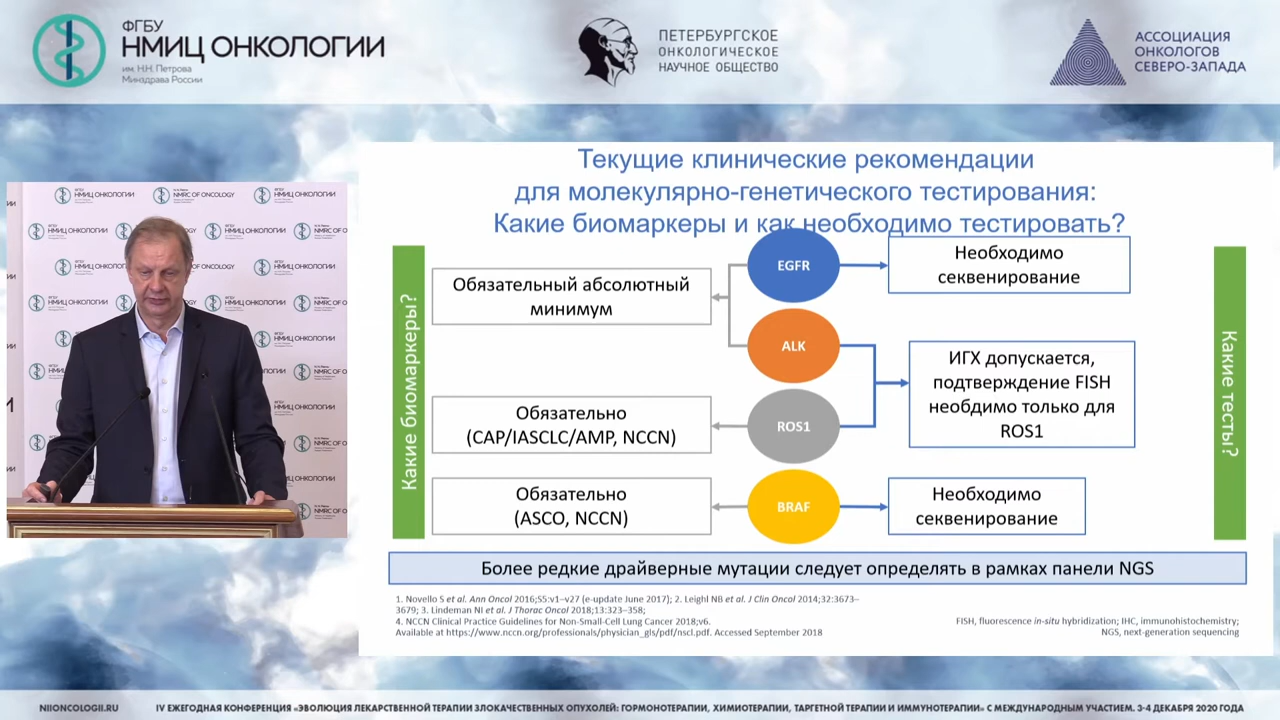 ФГБУ
НМИЦ ОНКОЛОГИИ
им. Н.Н. Петрова
Минздрава России
ПЕТЕРБУРГСКОЕ
ОНКОЛОГИЧЕСКОЕ
НАУЧНОЕ ОБЩЕСТВО
АССОЦИАЦИЯ
ОНКОЛОГОВ
СЕВЕРО-ЗАПАДА
Текущие клинические рекомендации
для молекулярно-генетического тестирования:
Какие биомаркеры и как необходимо тестировать?
Какие биомаркеры?
Обязательный абсолютный
минимум
EGFR
Необходимо
секвенирование
ALK
ИГХ допускается,
подтверждение FISH
необдимо только для
ROS1
Обязательно
(CAP/IASCLC/AMP, NCCN)
ROS1
Обязательно
(ASCO, NCCN)
BRAF
Необходимо
секвенирование
Какие тесты?
Более редкие драйверные мутации следует определять в рамках панели NGS
1. Novello S et al. Ann Oncol 2016;55:v1–v27 (e-update June 2017); 2. Leighl NB et al. J Clin Oncol 2014;32:3673–
3679; 3. Lindeman NI et al. J Thorac Oncol 2018;13:323–358;
4. NCCN Clinical Practice Guidelines for Non-Small-Cell Lung Cancer 2018;v6.
Available at https://www.nccn.org/professionals/physician_gls/pdf/nscl.pdf. Accessed September 2018
FISH, fluorescence in-situ hybridization; IHC, immunohistochemistry;
NGS, next-generation sequencing
NIIONCOLOGII.RU
IV ЕЖЕГОДНАЯ КОНФЕРЕНЦИЯ «ЭВОЛЮЦИЯ ЛЕКАРСТВЕННОЙ ТЕРАПИИ ЗЛОКАЧЕСТВЕННЫХ ОПУХОЛЕЙ: ГОРМОНОТЕРАПИИ, ХИМИОТЕРАПИИ, ТАРГЕТНОЙ ТЕРАПИИ И ИММУНОТЕРАПИИ» С МЕЖДУНАРОДНЫМ УЧАСТИЕМ. 3-4 ДЕКАБРЯ 2020 ГОДА